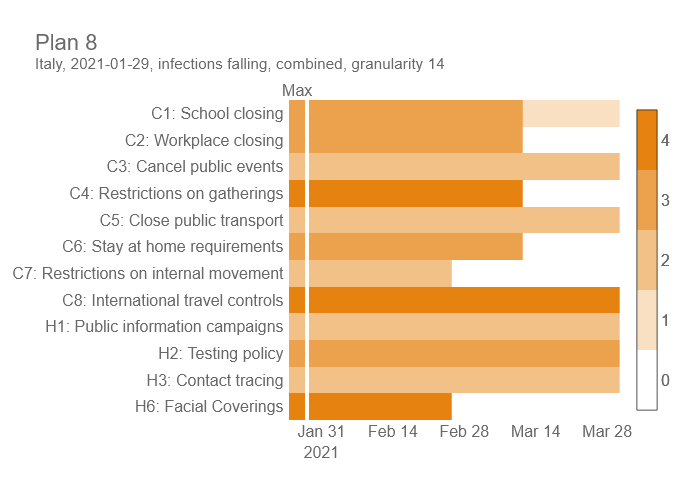 Plan 8
Italy, 2021-01-29, infections falling, combined, granularity 14
Max
C1: School closing
C2: Workplace closing
C3: Cancel public events
C4: Restrictions on gatherings
C5: Close public transport
C6: Stay at home requirements
C7: Restrictions on internal movement
C8: International travel controls
H1: Public information campaigns
H2: Testing policy
H3: Contact tracing
H6: Facial Coverings
Jan 31 Feb 14 Feb 28 Mar 14 Mar 28
2021
4
3
2
1
0